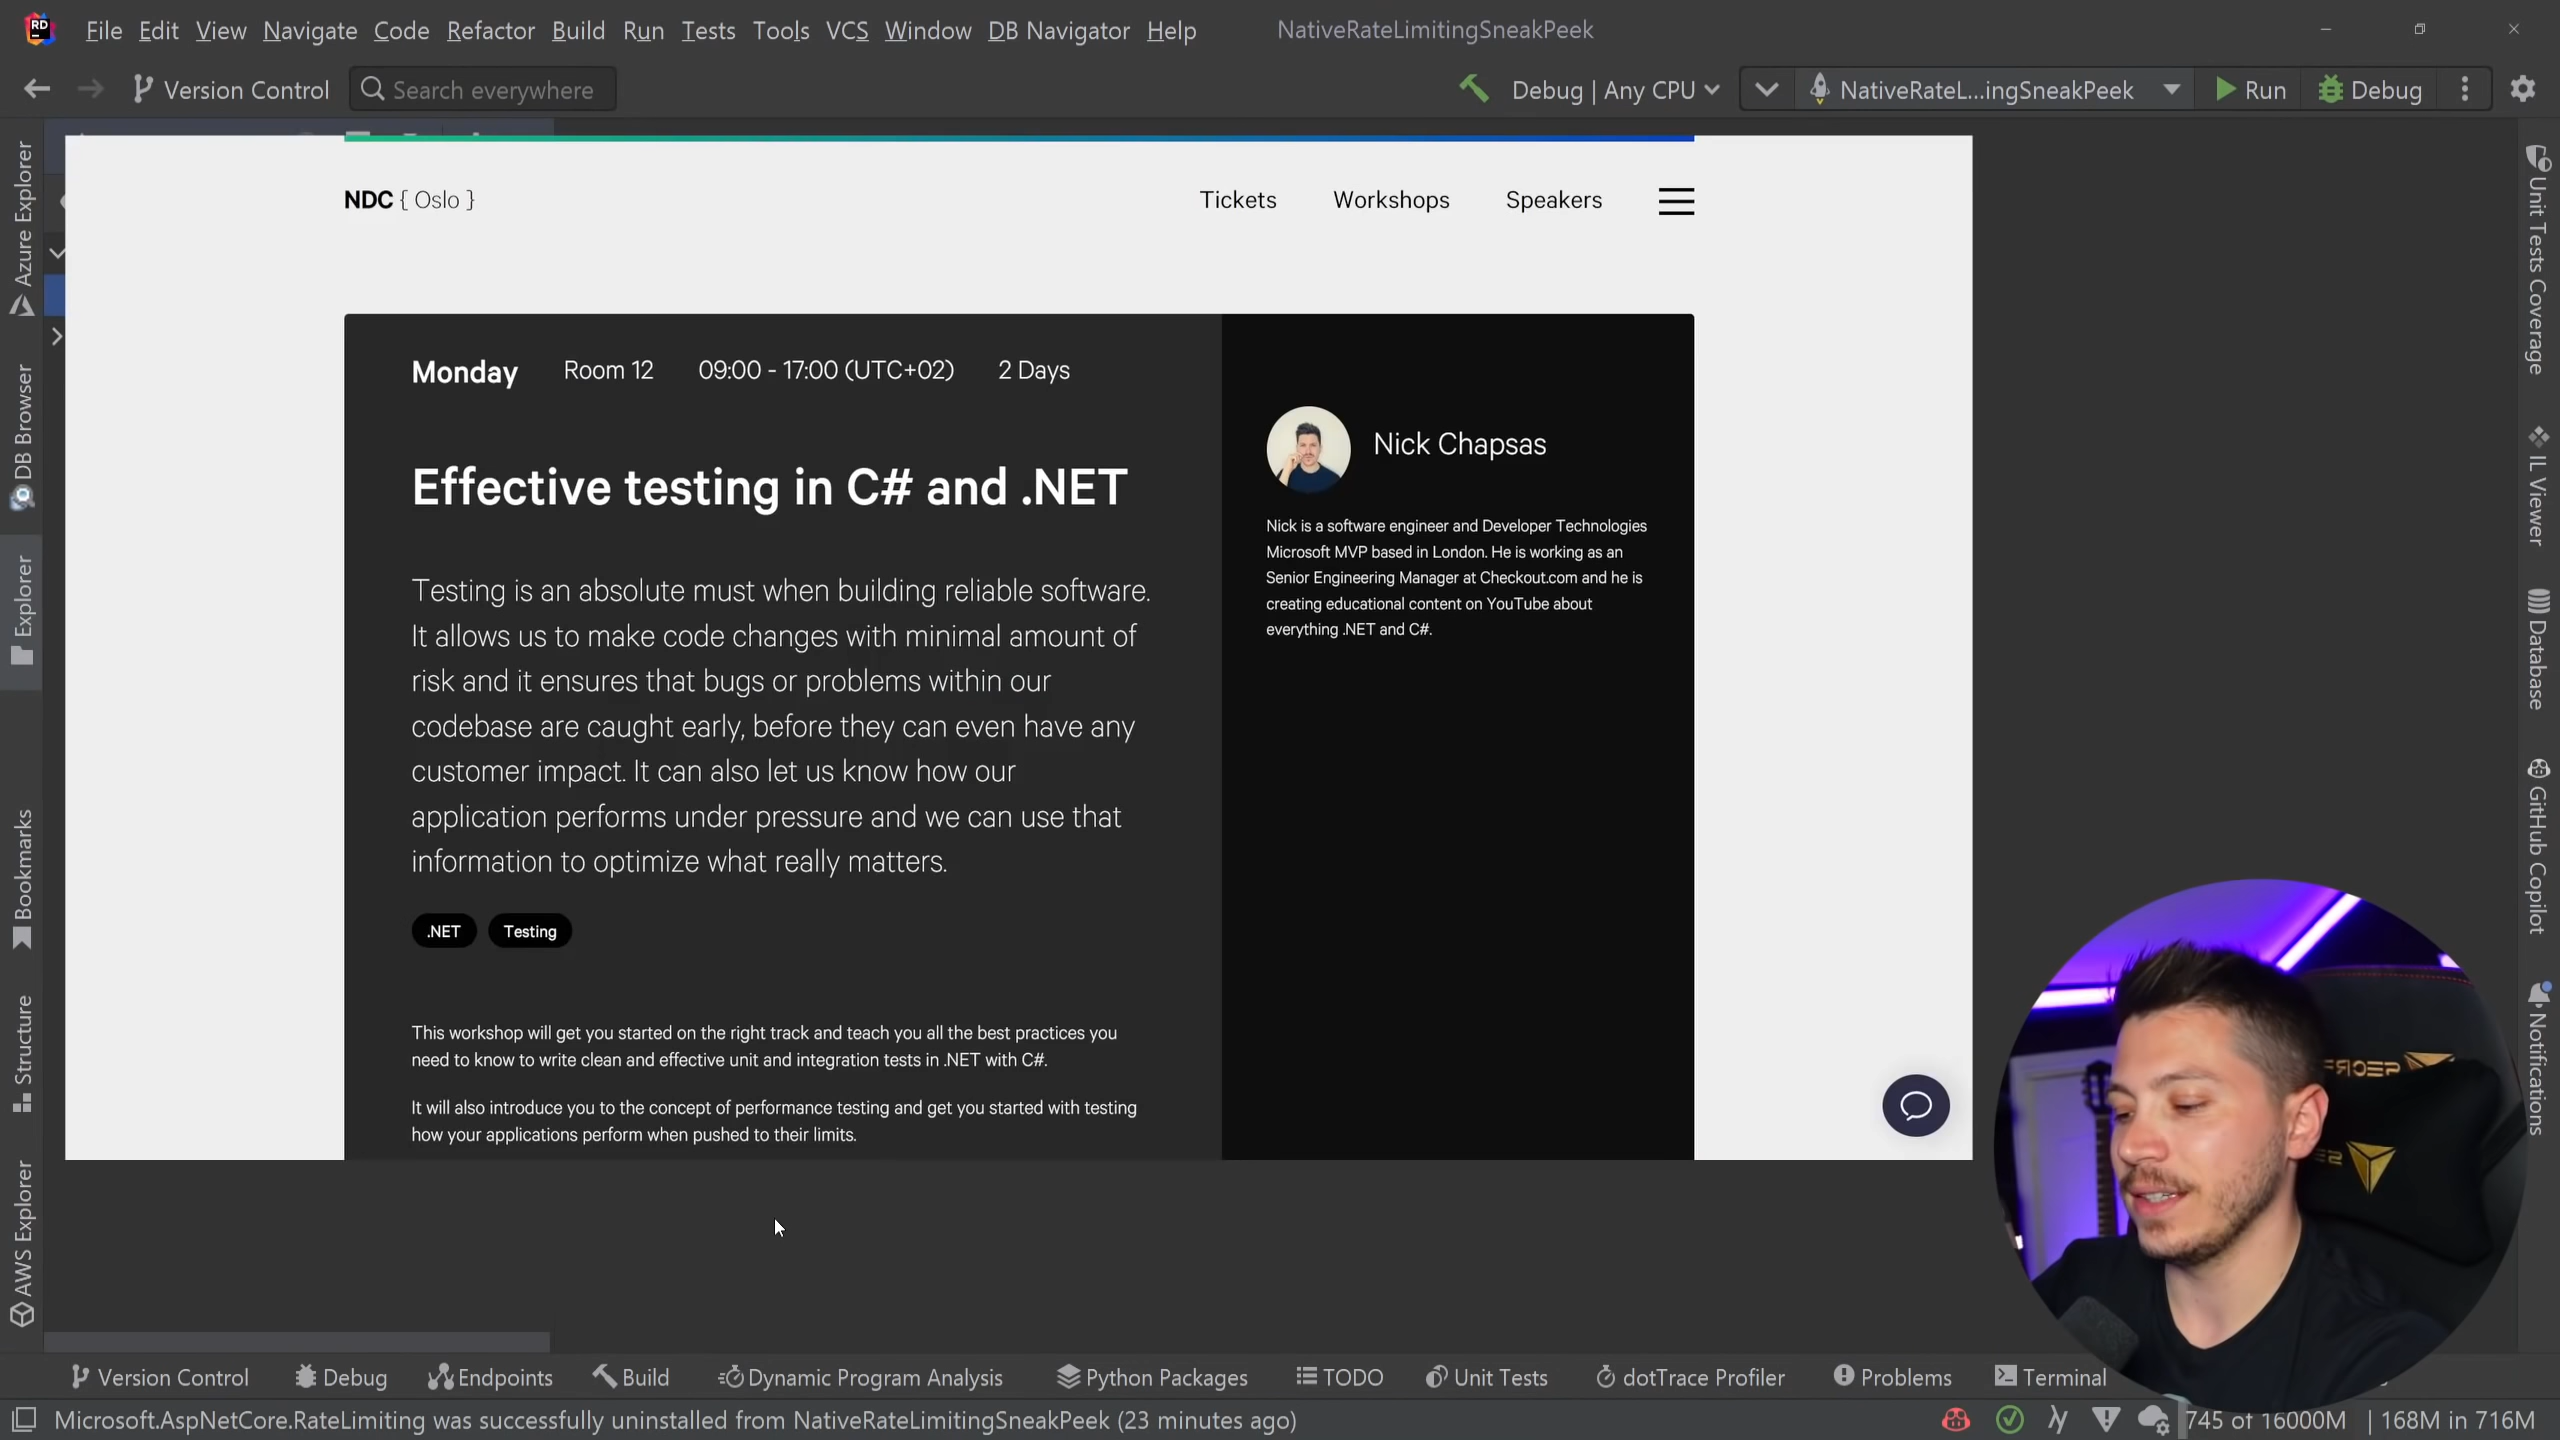 File Edit View Navigate Code Refactor Build Run Tests Tools VCS Window DB Navigator Help NativeRateLimitingSneakPeek
Version Control Search everywhere Debug | Any CPU NativeRateL...ingSneakPeek Run Debug
Azure Explorer
DB Browser
Explorer
Bookmarks
Structure
AWS Explorer
NDC { Oslo } Tickets Workshops Speakers
Monday Room 12 09:00 - 17:00 (UTC+02) 2 Days
Effective testing in C# and .NET
Testing is an absolute must when building reliable software.
It allows us to make code changes with minimal amount of
risk and it ensures that bugs or problems within our
codebase are caught early, before they can even have any
customer impact. It can also let us know how our
application performs under pressure and we can use that
information to optimize what really matters.
.NET Testing
This workshop will get you started on the right track and teach you all the best practices you
need to know to write clean and effective unit and integration tests in .NET with C#.
It will also introduce you to the concept of performance testing and get you started with testing
how your applications perform when pushed to their limits.
Nick Chapsas
Nick is a software engineer and Developer Technologies
Microsoft MVP based in London. He is working as an
Senior Engineering Manager at Checkout.com and he is
creating educational content on YouTube about
everything .NET and C#.
Unit Tests Coverage
IL Viewer
Database
GitHub Copilot
Notifications
Version Control Debug Endpoints Build Dynamic Program Analysis Python Packages TODO Unit Tests dotTrace Profiler Problems Terminal
Microsoft.AspNetCore.RateLimiting was successfully uninstalled from NativeRateLimitingSneakPeek (23 minutes ago) 745 of 16000M 168M in 716M